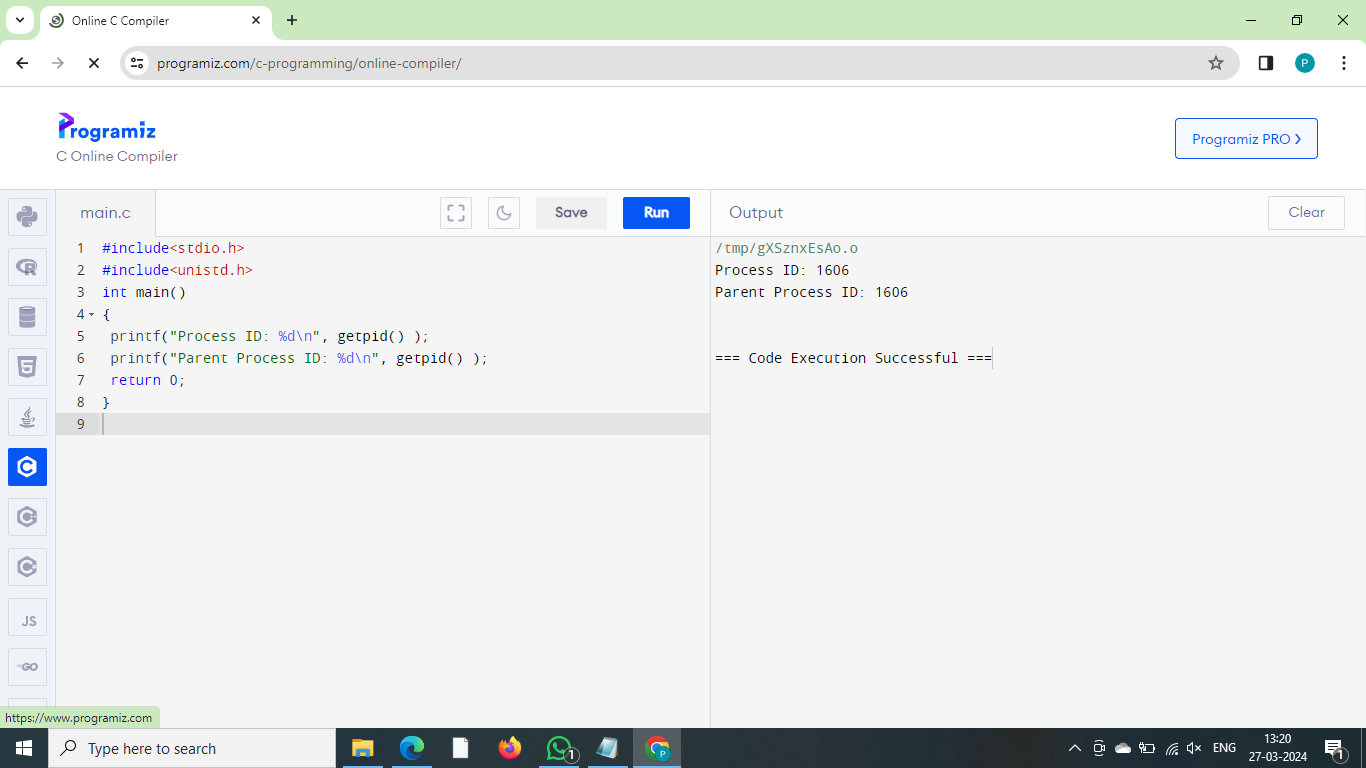 Online C Compiler
programiz.com/c-programming/online-compiler/
P
Programiz
C Online Compiler
Programiz PRO
main.c
Save
Run
Output
Clear
1 #include<stdio.h>
2 #include<unistd.h>
3 int main()
4 {
5 printf("Process ID: %d\n", getpid() );
6 printf("Parent Process ID: %d\n", getpid() );
7 return 0;
8 }
9
/tmp/gXSznxEsAo.o
Process ID: 1606
Parent Process ID: 1606
=== Code Execution Successful ===
R
5
C
C
C
JS
GO
https://www.programiz.com
Type here to search
1
P
ENG
13:20
27-03-2024
1